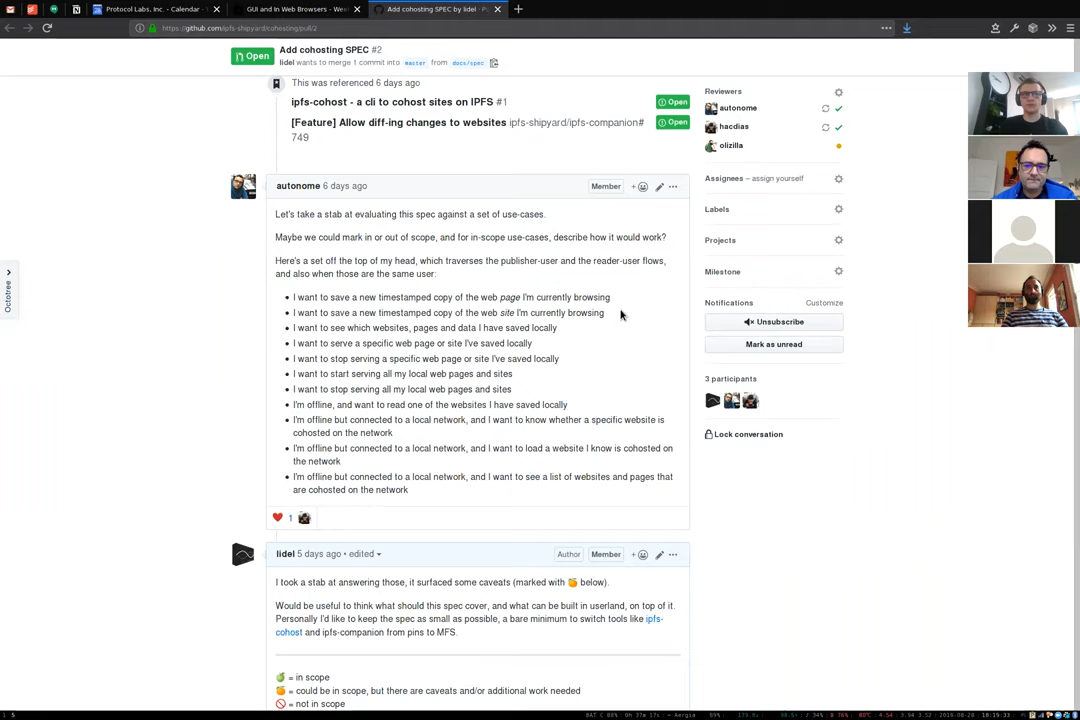 Protocol Labs, Inc. - Calendar -
GUI and In Web Browsers - Wee
Add cohosting SPEC by lidel · Pu
https://github.com/ipfs-shipyard/cohosting/pull/2
Open
Add cohosting SPEC #2
lidel wants to merge 1 commit into master from docs/spec
This was referenced 6 days ago
ipfs-cohost - a cli to cohost sites on IPFS #1
Open
[Feature] Allow diff-ing changes to websites ipfs-shipyard/ipfs-companion#
749
Open
autonome 6 days ago
Member
Let's take a stab at evaluating this spec against a set of use-cases.
Maybe we could mark in or out of scope, and for in-scope use-cases, describe how it would work?
Here's a set off the top of my head, which traverses the publisher-user and the reader-user flows,
and also when those are the same user:
I want to save a new timestamped copy of the web page I'm currently browsing
I want to save a new timestamped copy of the web site I'm currently browsing
I want to see which websites, pages and data I have saved locally
I want to serve a specific web page or site I've saved locally
I want to stop serving a specific web page or site I've saved locally
I want to start serving all my local web pages and sites
I want to stop serving all my local web pages and sites
I'm offline, and want to read one of the websites I have saved locally
I'm offline but connected to a local network, and I want to know whether a specific website is
cohosted on the network
I'm offline but connected to a local network, and I want to load a website I know is cohosted on
the network
I'm offline but connected to a local network, and I want to see a list of websites and pages that
are cohosted on the network
1
lidel 5 days ago • edited
Author
Member
I took a stab at answering those, it surfaced some caveats (marked with 🍊 below).
Would be useful to think what should this spec cover, and what can be built in userland, on top of it.
Personally I'd like to keep the spec as small as possible, a bare minimum to switch tools like ipfs-
cohost and ipfs-companion from pins to MFS.
🍏 = in scope
🍊 = could be in scope, but there are caveats and/or additional work needed
🚫 = not in scope
Reviewers
autonome
hacdias
olizilla
Assignees – assign yourself
Labels
Projects
Milestone
Notifications
Customize
Unsubscribe
Mark as unread
3 participants
Lock conversation
Octotree